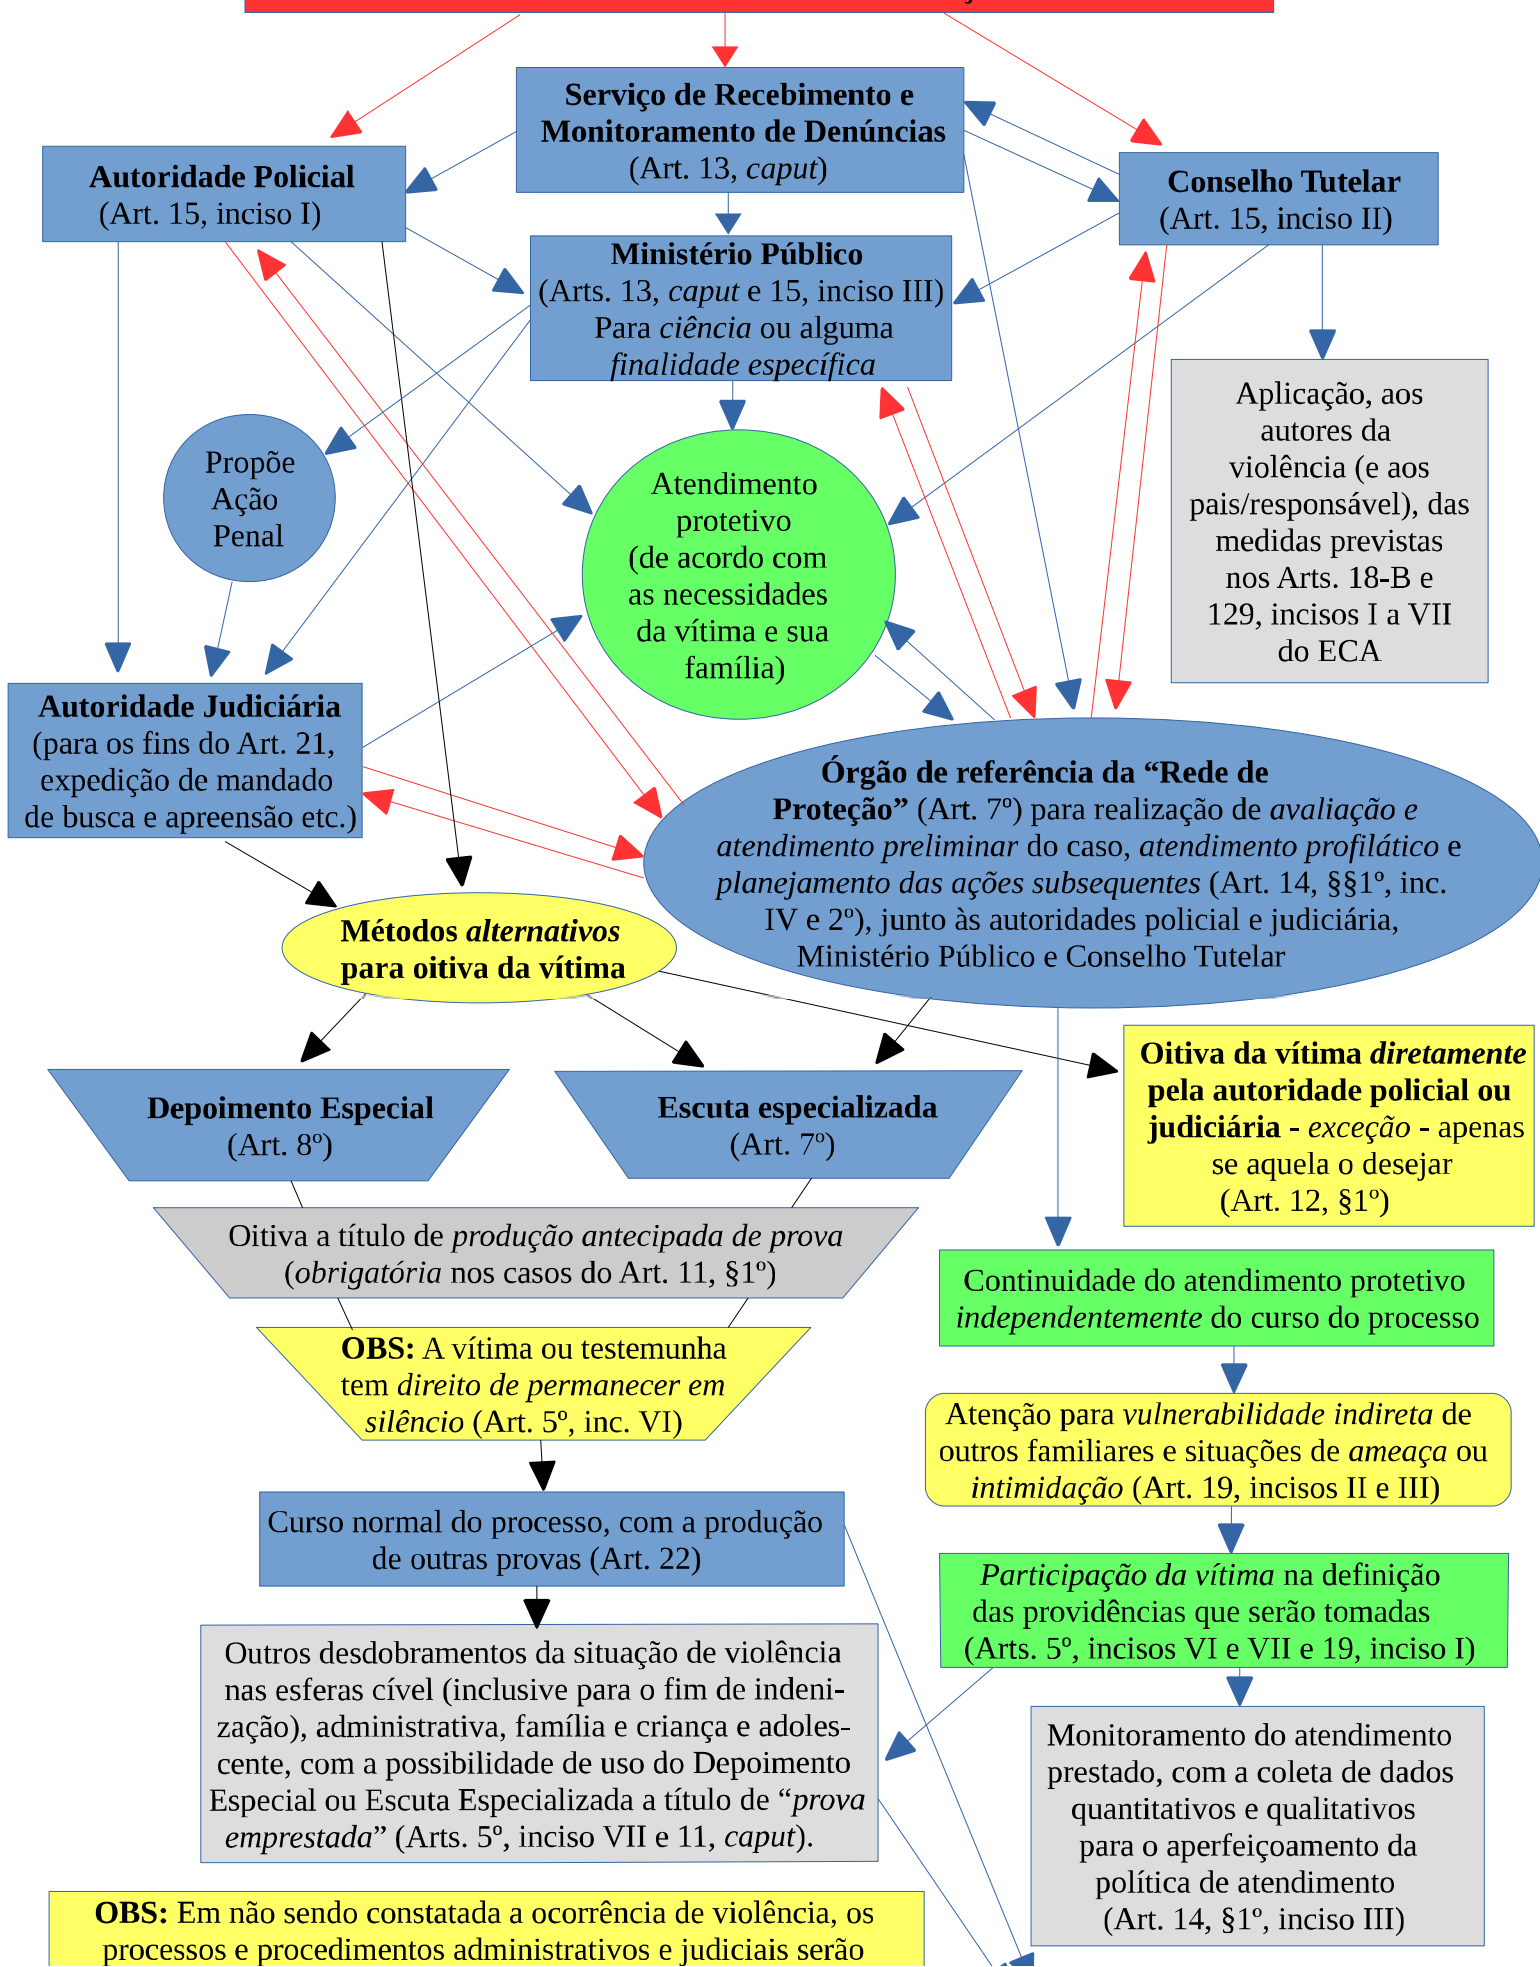 Serviço de Recebimento e
Monitoramento de Denúncias
(Art. 13, caput)
Autoridade Policial
(Art. 15, inciso I)
Conselho Tutelar
(Art. 15, inciso II)
Ministério Público
(Arts. 13, caput e 15, inciso III)
Para ciência ou alguma
finalidade específica
Aplicação, aos
autores da
violência (e aos
pais/responsável), das
medidas previstas
nos Arts. 18-B e
129, incisos I a VII
do ECA
Propõe
Ação
Penal
Atendimento
protetivo
(de acordo com
as necessidades
da vítima e sua
família)
Autoridade Judiciária
(para os fins do Art. 21,
expedição de mandado
de busca e apreensão etc.)
Órgão de referência da “Rede de
Proteção” (Art. 7º) para realização de avaliação e
atendimento preliminar do caso, atendimento profilático e
planejamento das ações subsequentes (Art. 14, §§1º, inc.
IV e 2º), junto às autoridades policial e judiciária,
Ministério Público e Conselho Tutelar
Métodos alternativos
para oitiva da vítima
Oitiva da vítima diretamente
pela autoridade policial ou
judiciária - exceção - apenas
se aquela o desejar
(Art. 12, §1º)
Depoimento Especial
(Art. 8º)
Escuta especializada
(Art. 7º)
Oitiva a título de produção antecipada de prova
(obrigatória nos casos do Art. 11, §1º)
Continuidade do atendimento protetivo
independentemente do curso do processo
OBS: A vítima ou testemunha
tem direito de permanecer em
silêncio (Art. 5º, inc. VI)
Atenção para vulnerabilidade indireta de
outros familiares e situações de ameaça ou
intimidação (Art. 19, incisos II e III)
Curso normal do processo, com a produção
de outras provas (Art. 22)
Participação da vítima na definição
das providências que serão tomadas
(Arts. 5º, incisos VI e VII e 19, inciso I)
Outros desdobramentos da situação de violência
nas esferas cível (inclusive para o fim de indeni-
zação), administrativa, família e criança e adoles-
cente, com a possibilidade de uso do Depoimento
Especial ou Escuta Especializada a título de “prova
emprestada” (Arts. 5º, inciso VII e 11, caput).
Monitoramento do atendimento
prestado, com a coleta de dados
quantitativos e qualitativos
para o aperfeiçoamento da
política de atendimento
(Art. 14, §1º, inciso III)
OBS: Em não sendo constatada a ocorrência de violência, os
processos e procedimentos administrativos e judiciais serão